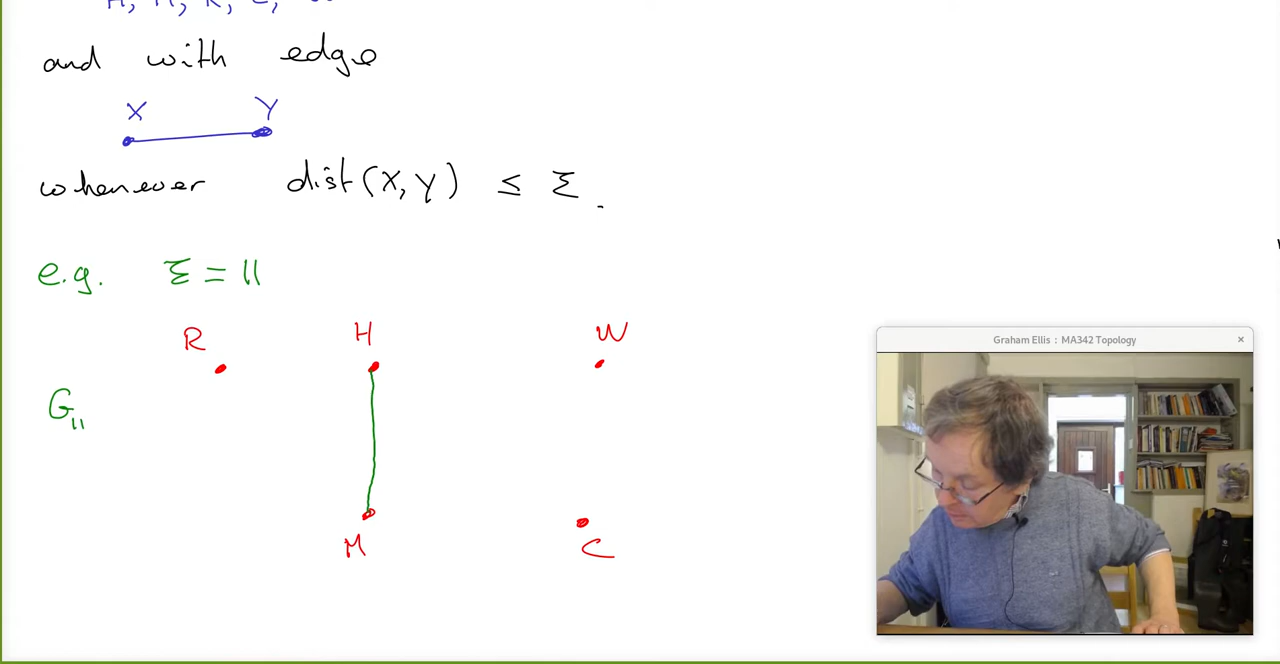 H, M, R, C, W
and with edge
X Y
whenever dist(X, Y) ≤ Σ.
e.g. Σ = 11
R H W
G₁₁
M C
Graham Ellis : MA342 Topology